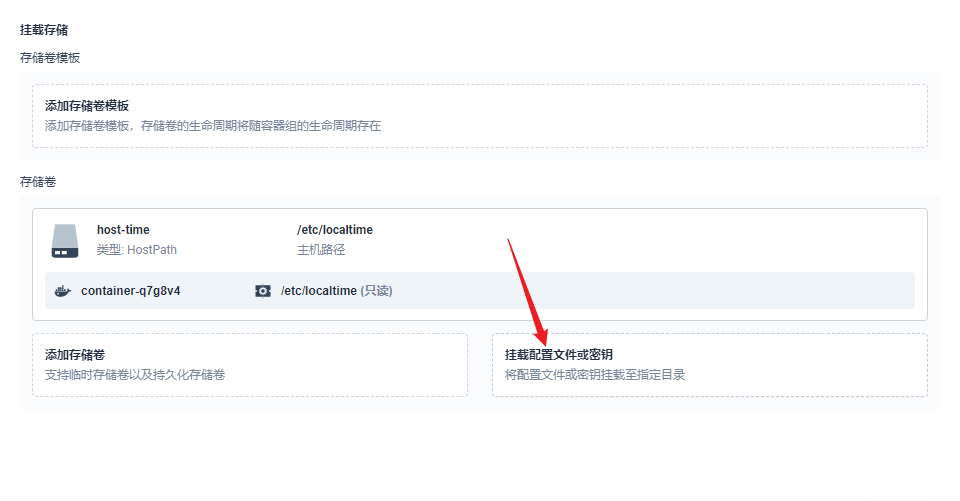 挂载存储
存储卷模板
添加存储卷模板
添加存储卷模板，存储卷的生命周期将随容器组的生命周期存在
存储卷
host-time /etc/localtime
类型: HostPath 主机路径
container-q7g8v4 /etc/localtime (只读)
添加存储卷 挂载配置文件或密钥
支持临时存储卷以及持久化存储卷 将配置文件或密钥挂载至指定目录